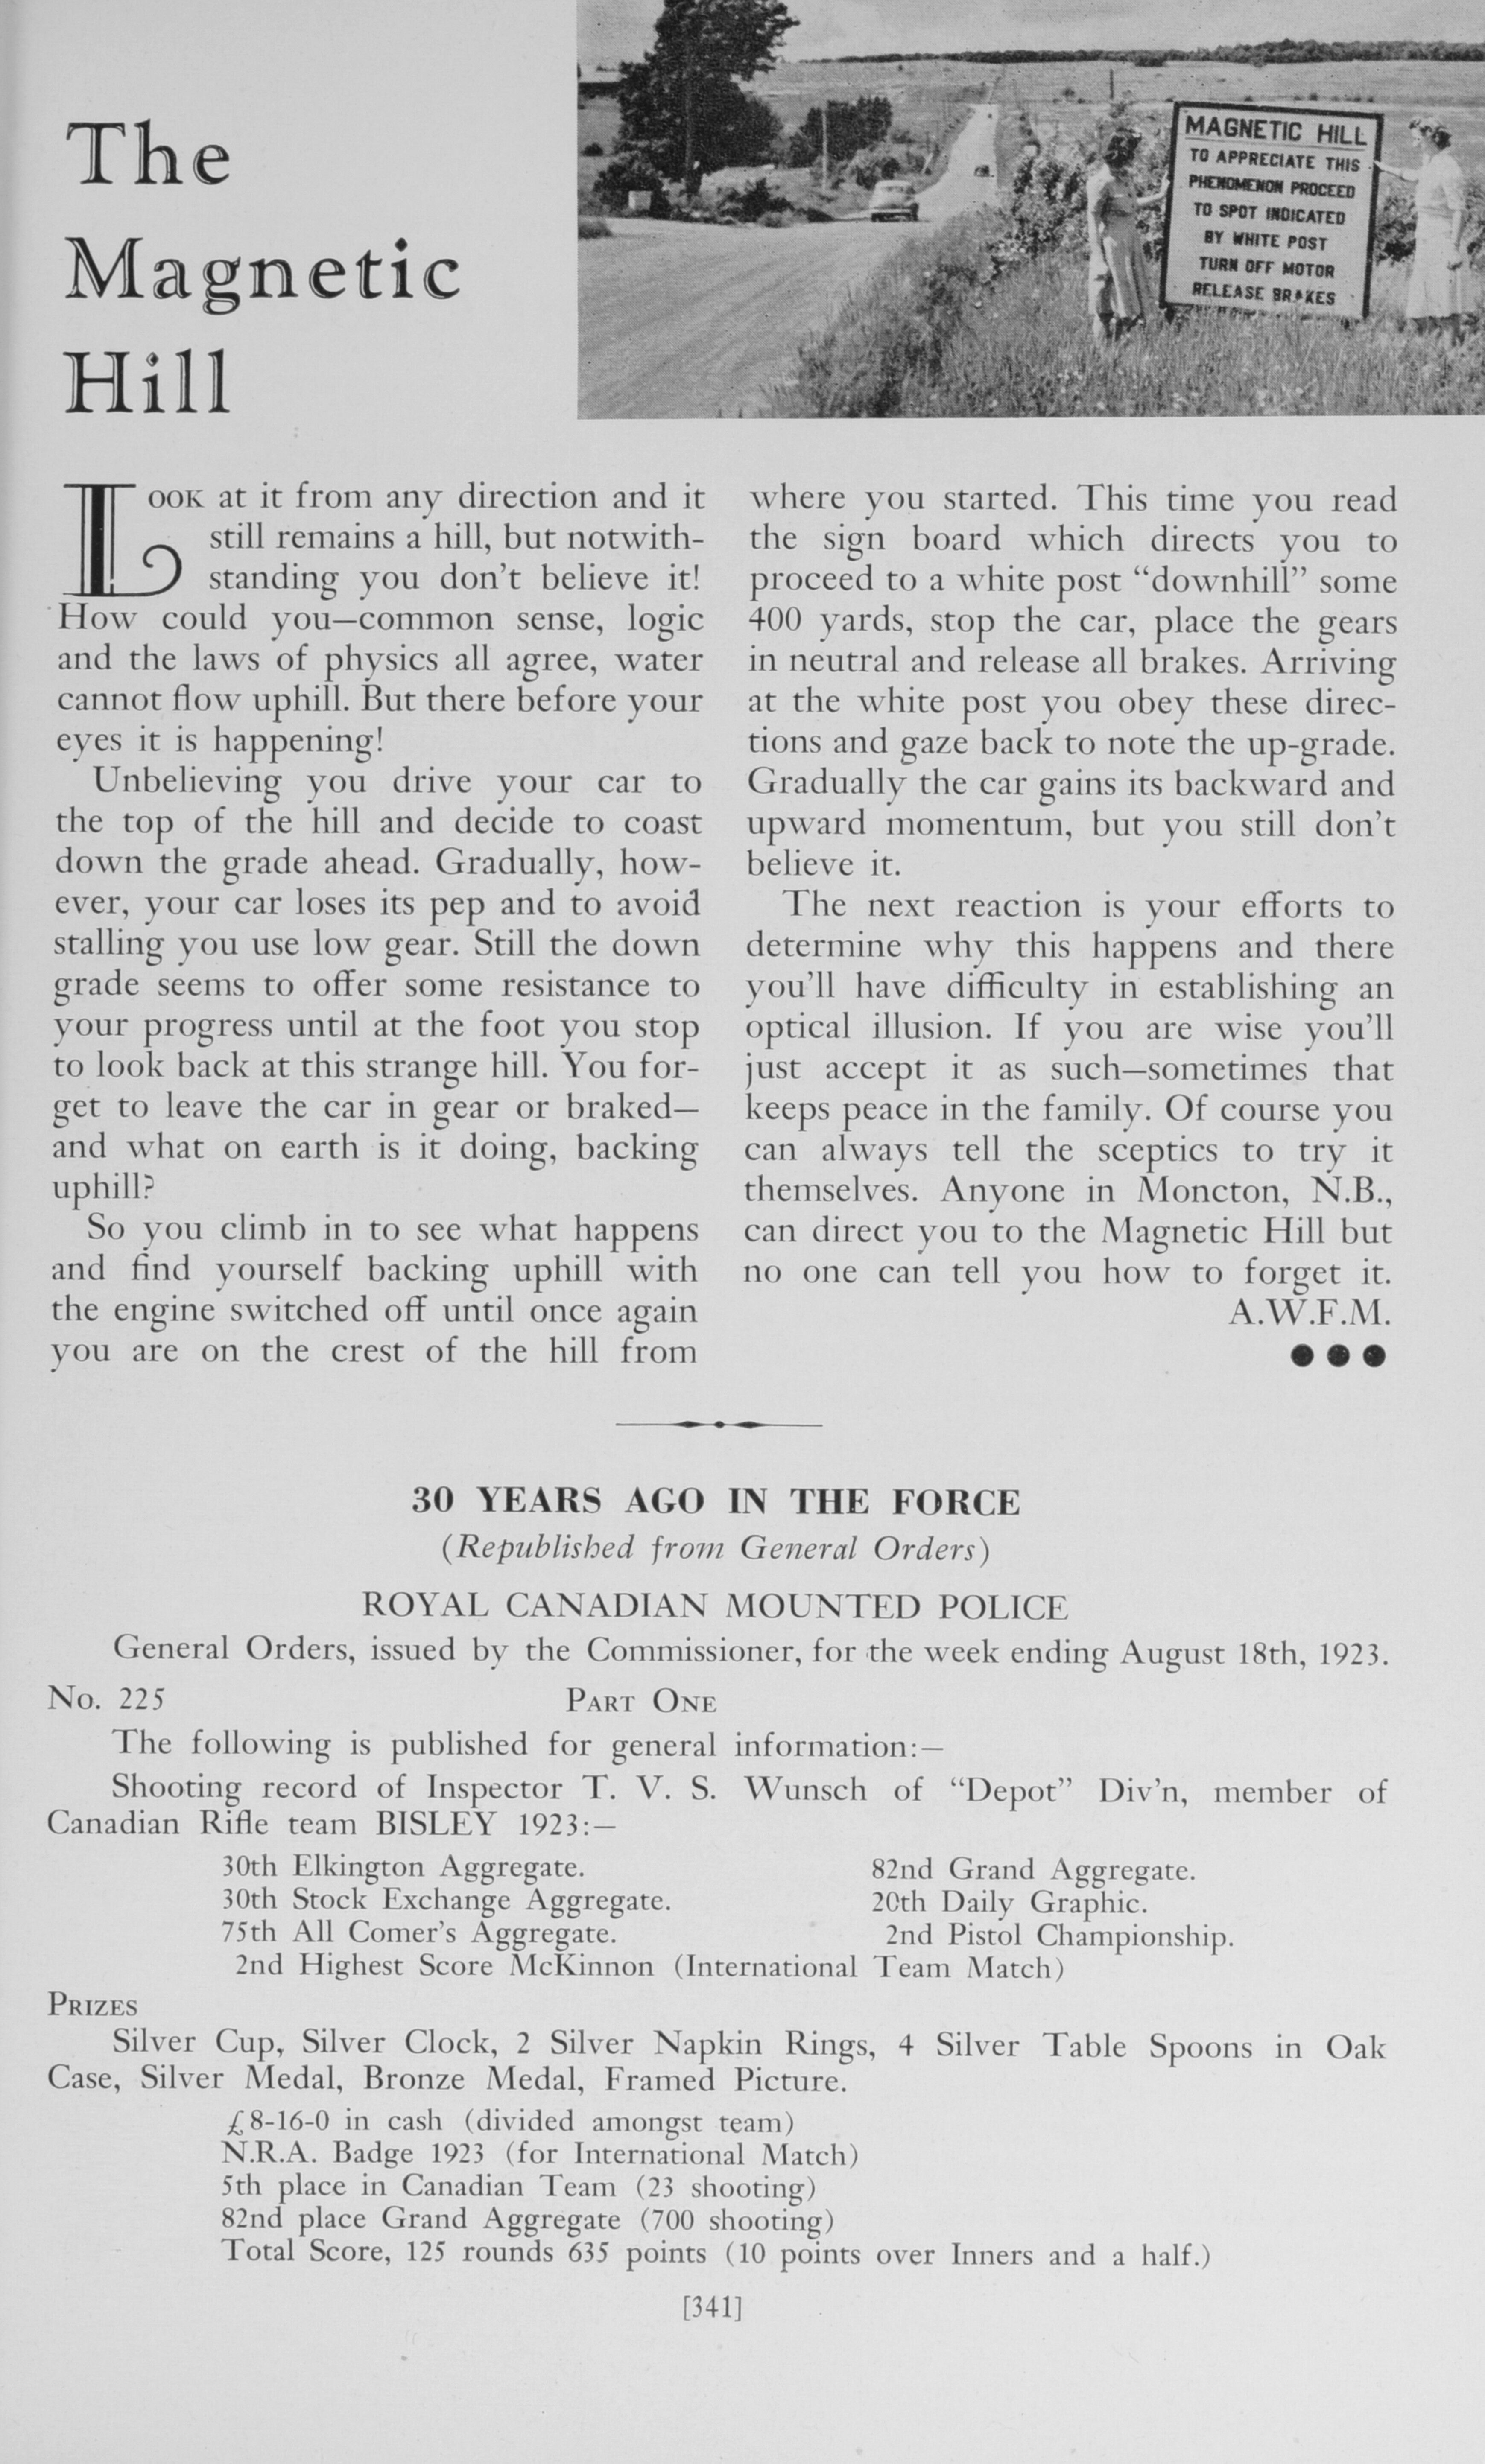 The
Magnetic
Hill
MAGNETIC HILL
TO APPRECIATE THIS
PHENOMENON PROCEED
TO SPOT INDICATED
BY WHITE POST
TURN OFF MOTOR
RELEASE BRAKES
LOOK at it from any direction and it
still remains a hill, but notwith-
standing you don't believe it!
How could you—common sense, logic
and the laws of physics all agree, water
cannot flow uphill. But there before your
eyes it is happening!
Unbelieving you drive your car to
the top of the hill and decide to coast
down the grade ahead. Gradually, how-
ever, your car loses its pep and to avoid
stalling you use low gear. Still the down
grade seems to offer some resistance to
your progress until at the foot you stop
to look back at this strange hill. You for-
get to leave the car in gear or braked—
and what on earth is it doing, backing
uphill?
So you climb in to see what happens
and find yourself backing uphill with
the engine switched off until once again
you are on the crest of the hill from
where you started. This time you read
the sign board which directs you to
proceed to a white post “downhill” some
400 yards, stop the car, place the gears
in neutral and release all brakes. Arriving
at the white post you obey these direc-
tions and gaze back to note the up-grade.
Gradually the car gains its backward and
upward momentum, but you still don't
believe it.
The next reaction is your efforts to
determine why this happens and there
you'll have difficulty in establishing an
optical illusion. If you are wise you'll
just accept it as such—sometimes that
keeps peace in the family. Of course you
can always tell the sceptics to try it
themselves. Anyone in Moncton, N.B.,
can direct you to the Magnetic Hill but
no one can tell you how to forget it.
A.W.F.M.
●●●
30 YEARS AGO IN THE FORCE
(Republished from General Orders)
ROYAL CANADIAN MOUNTED POLICE
General Orders, issued by the Commissioner, for the week ending August 18th, 1923.
No. 225 PART ONE
The following is published for general information:—
Shooting record of Inspector T. V. S. Wunsch of “Depot” Div'n, member of
Canadian Rifle team BISLEY 1923:—
30th Elkington Aggregate. 82nd Grand Aggregate.
30th Stock Exchange Aggregate. 20th Daily Graphic.
75th All Comer's Aggregate. 2nd Pistol Championship.
2nd Highest Score McKinnon (International Team Match)
PRIZES
Silver Cup, Silver Clock, 2 Silver Napkin Rings, 4 Silver Table Spoons in Oak
Case, Silver Medal, Bronze Medal, Framed Picture.
£8-16-0 in cash (divided amongst team)
N.R.A. Badge 1923 (for International Match)
5th place in Canadian Team (23 shooting)
82nd place Grand Aggregate (700 shooting)
Total Score, 125 rounds 635 points (10 points over Inners and a half.)
[341]